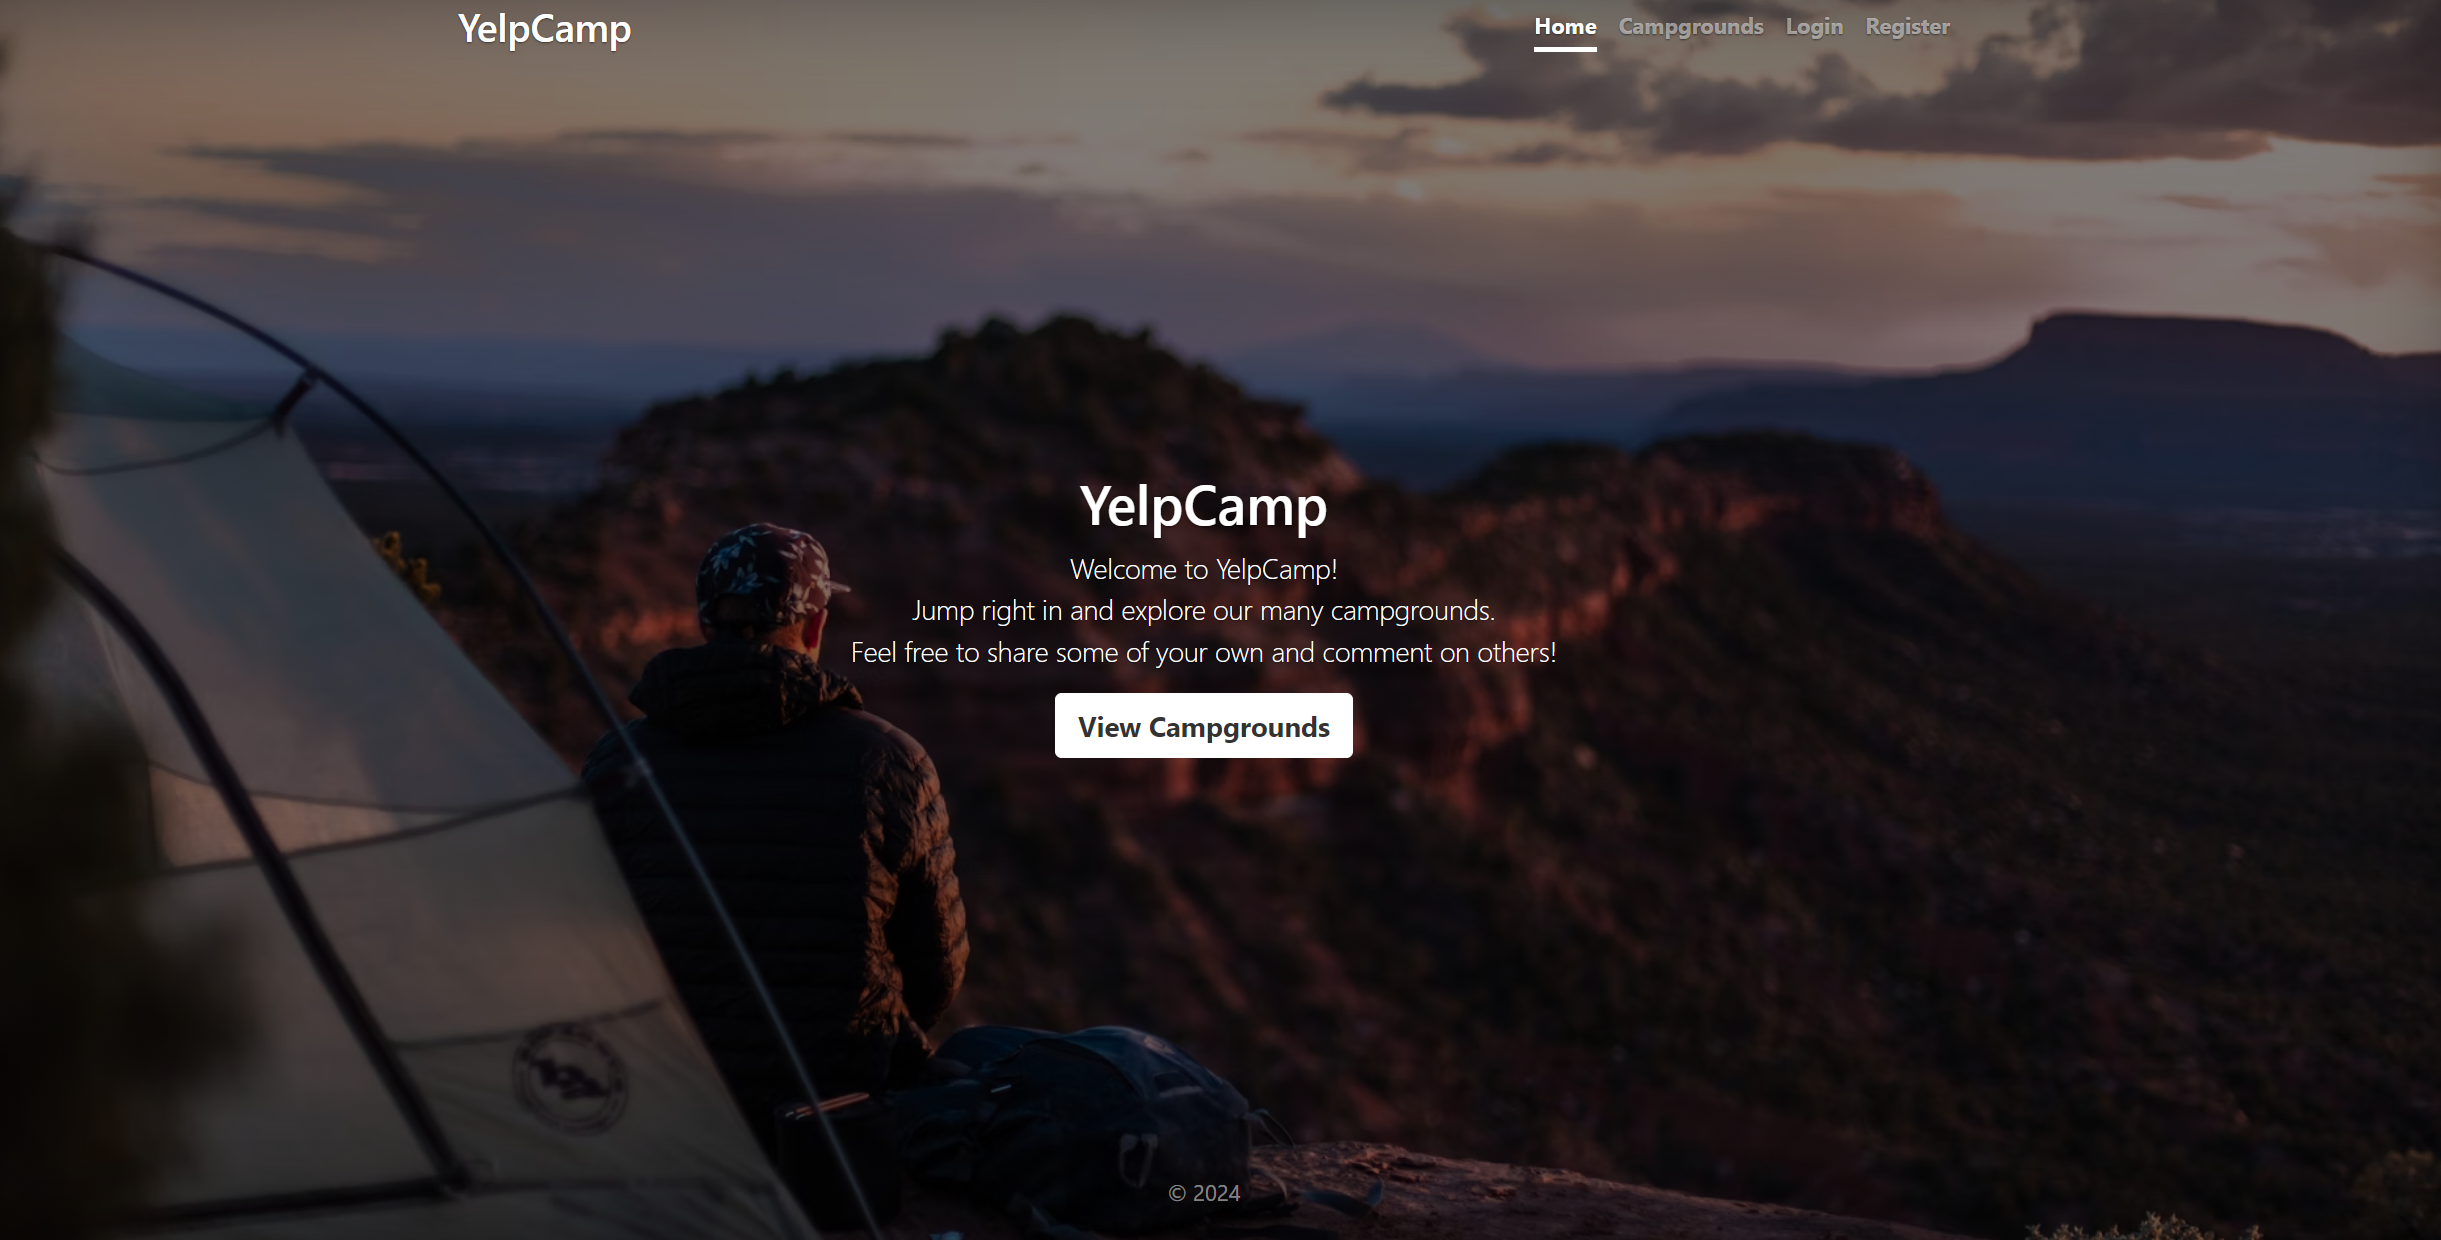 YelpCamp
Home Campgrounds Login Register
YelpCamp
Welcome to YelpCamp!
Jump right in and explore our many campgrounds.
Feel free to share some of your own and comment on others!
View Campgrounds
© 2024